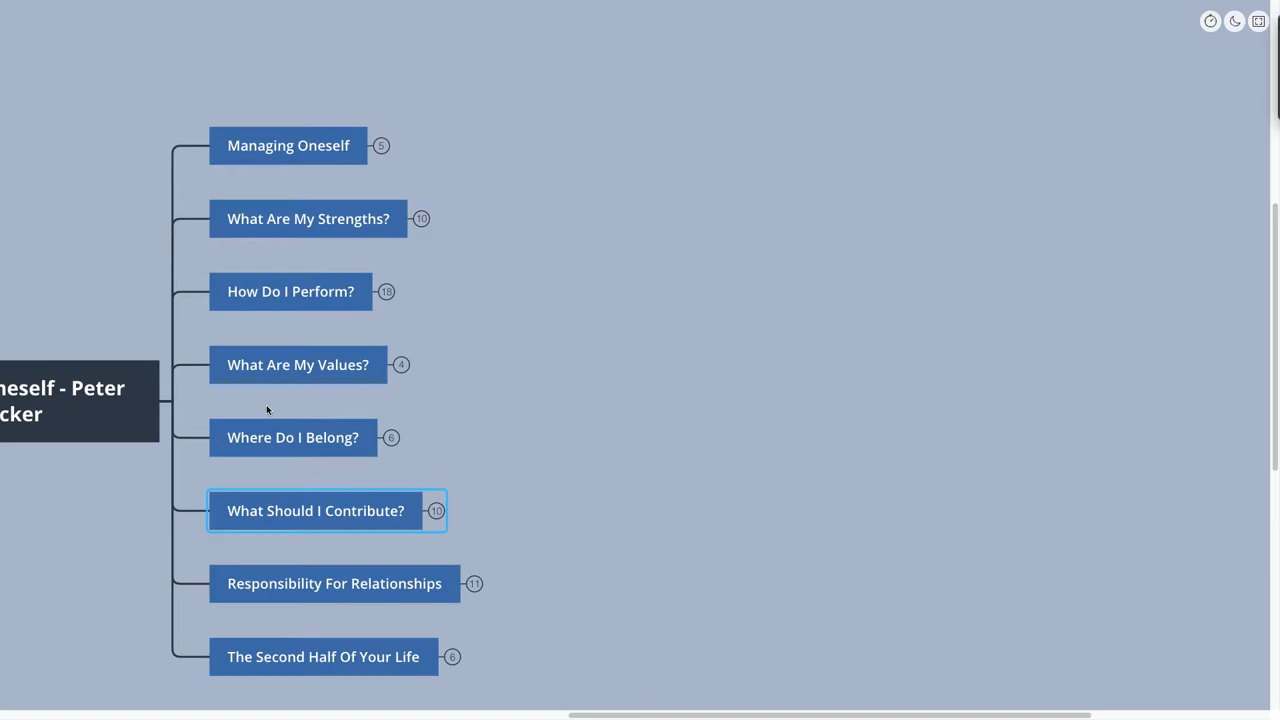 Managing Oneself 5
What Are My Strengths? 10
How Do I Perform? 18
What Are My Values? 4
neself - Peter
cker
Where Do I Belong? 6
What Should I Contribute? 10
Responsibility For Relationships 11
The Second Half Of Your Life 6